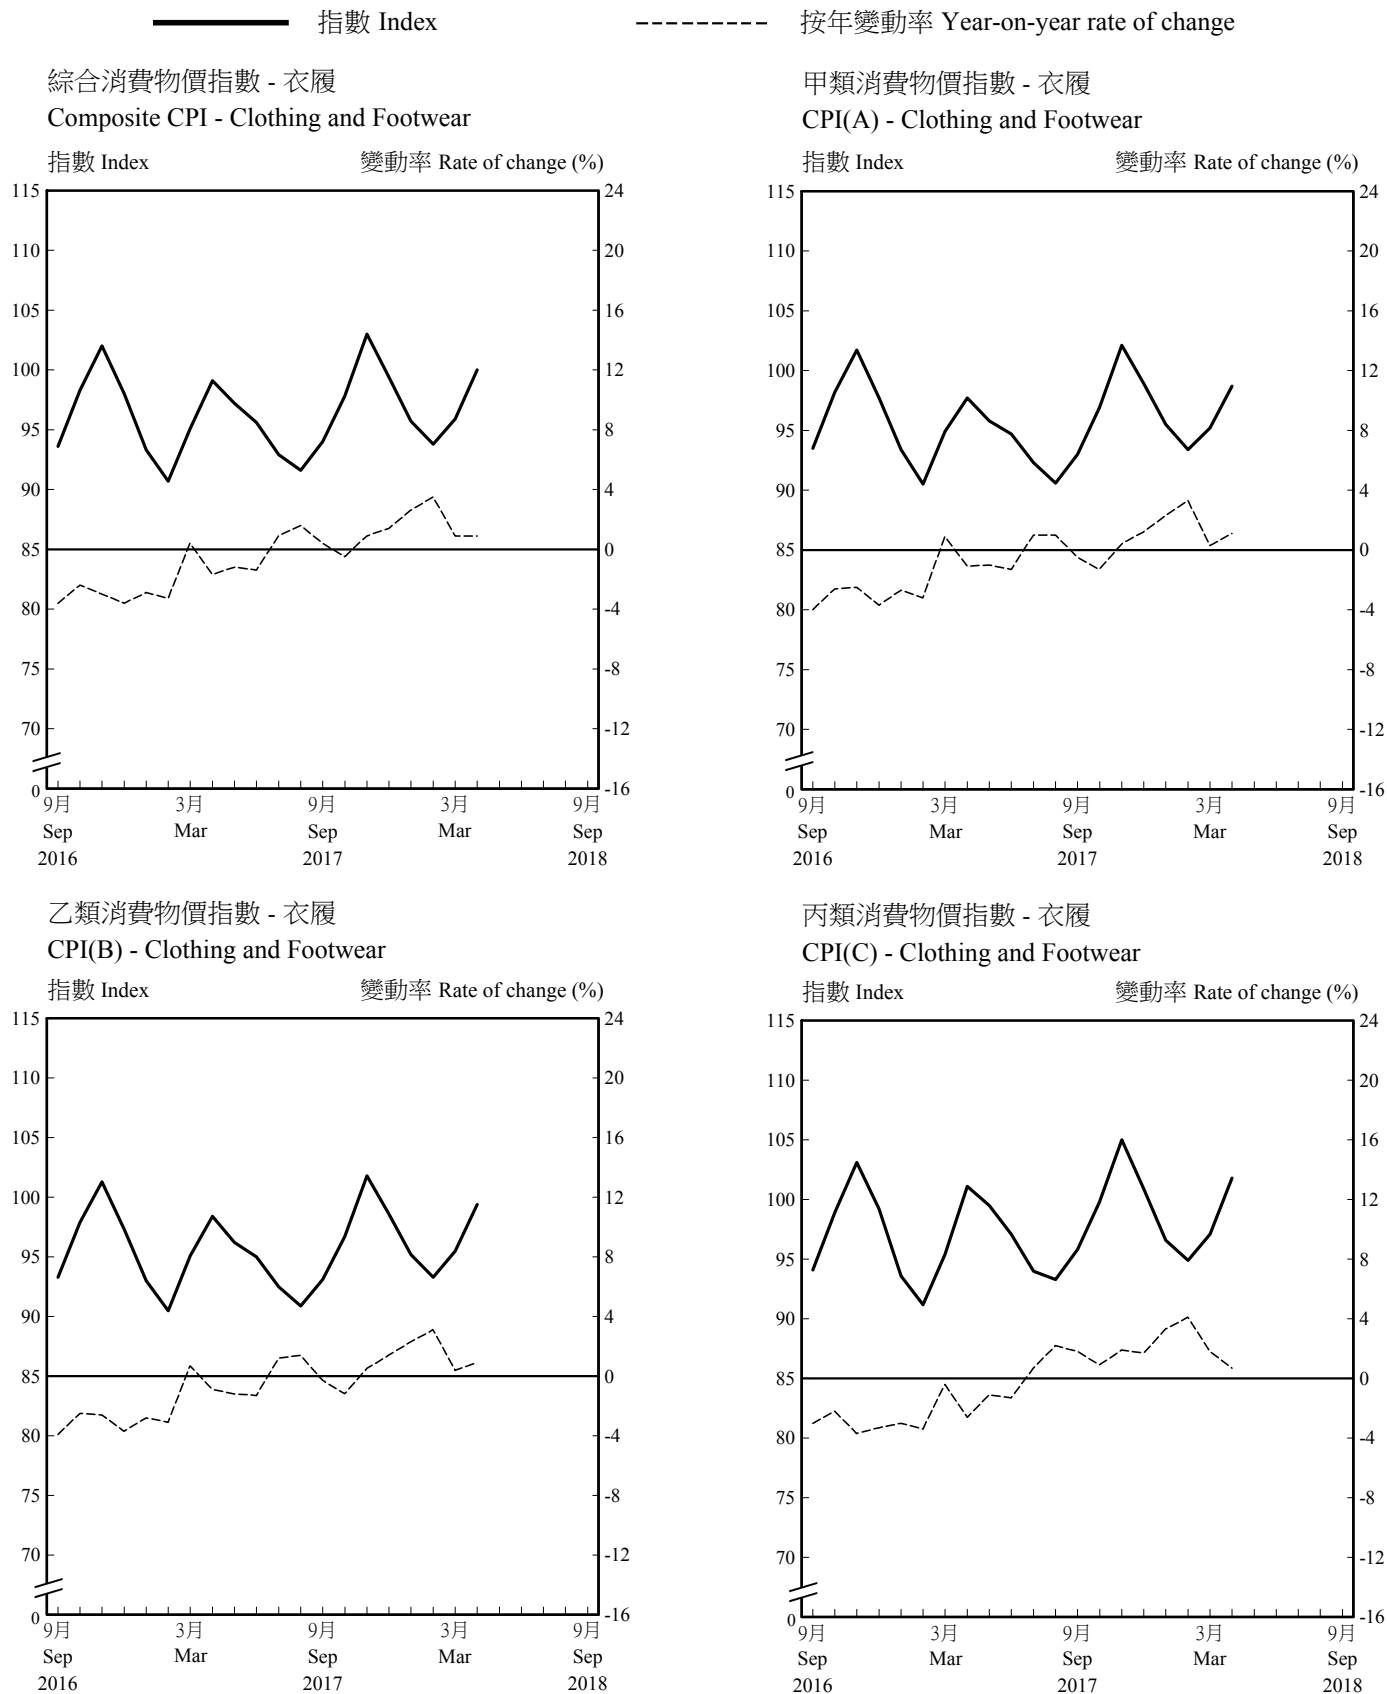 指數 Index
按年變動率 Year-on-year rate of change
綜合消費物價指數 - 衣履
Composite CPI - Clothing and Footwear
指數 Index 變動率 Rate of change (%)
115 24
110 20
105 16
100 12
95 8
90 4
85 0
80 -4
75 -8
70 -12
0 -16
9月 3月 9月 3月 9月
Sep Mar Sep Mar Sep
2016 2017 2018
甲類消費物價指數 - 衣履
CPI(A) - Clothing and Footwear
指數 Index 變動率 Rate of change (%)
115 24
110 20
105 16
100 12
95 8
90 4
85 0
80 -4
75 -8
70 -12
0 -16
9月 3月 9月 3月 9月
Sep Mar Sep Mar Sep
2016 2017 2018
乙類消費物價指數 - 衣履
CPI(B) - Clothing and Footwear
指數 Index 變動率 Rate of change (%)
115 24
110 20
105 16
100 12
95 8
90 4
85 0
80 -4
75 -8
70 -12
0 -16
9月 3月 9月 3月 9月
Sep Mar Sep Mar Sep
2016 2017 2018
丙類消費物價指數 - 衣履
CPI(C) - Clothing and Footwear
指數 Index 變動率 Rate of change (%)
115 24
110 20
105 16
100 12
95 8
90 4
85 0
80 -4
75 -8
70 -12
0 -16
9月 3月 9月 3月 9月
Sep Mar Sep Mar Sep
2016 2017 2018